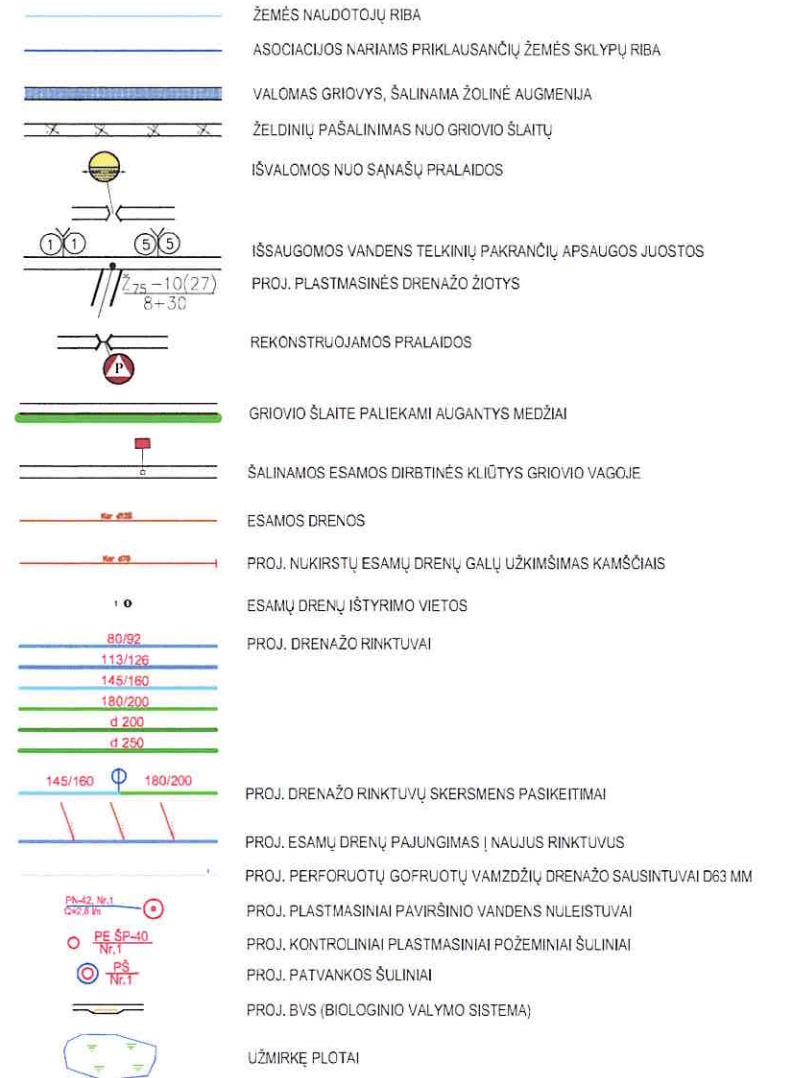 ŽEMĖS NAUDOTOJŲ RIBA
ASOCIACIJOS NARIAMS PRIKLAUSANČIŲ ŽEMĖS SKLYPŲ RIBA
VALOMAS GRIOVYS, ŠALINAMA ŽOLINĖ AUGMENIJA
ŽELDINIŲ PAŠALINIMAS NUO GRIOVIO ŠLAITŲ
IŠVALOMOS NUO SĄNAŠŲ PRALAIDOS
1 1 5 5
IŠSAUGOMOS VANDENS TELKINIŲ PAKRANČIŲ APSAUGOS JUOSTOS
Ž75-10(27)
8+30
PROJ. PLASTMASINĖS DRENAŽO ŽIOTYS
REKONSTRUOJAMOS PRALAIDOS
P
GRIOVIO ŠLAITE PALIEKAMI AUGANTYS MEDŽIAI
ŠALINAMOS ESAMOS DIRBTINĖS KLIŪTYS GRIOVIO VAGOJE
Ker d125
ESAMOS DRENOS
Ker d75
PROJ. NUKIRSTŲ ESAMŲ DRENŲ GALŲ UŽKIMŠIMAS KAMŠČIAIS
1
ESAMŲ DRENŲ IŠTYRIMO VIETOS
80/92
PROJ. DRENAŽO RINKTUVAI
113/126
145/160
180/200
d 200
d 250
145/160 180/200
PROJ. DRENAŽO RINKTUVŲ SKERSMENS PASIKEITIMAI
PROJ. ESAMŲ DRENŲ PAJUNGIMAS Į NAUJUS RINKTUVUS
PROJ. PERFORUOTŲ GOFRUOTŲ VAMZDŽIŲ DRENAŽO SAUSINTUVAI D63 MM
PN-42, Nr.1
Q=2,8 l/s
PROJ. PLASTMASINIAI PAVIRŠINIO VANDENS NULEISTUVAI
PE ŠP-40
Nr.1
PROJ. KONTROLINIAI PLASTMASINIAI POŽEMINIAI ŠULINIAI
PŠ
Nr.1
PROJ. PATVANKOS ŠULINIAI
PROJ. BVS (BIOLOGINIO VALYMO SISTEMA)
UŽMIRKĘ PLOTAI